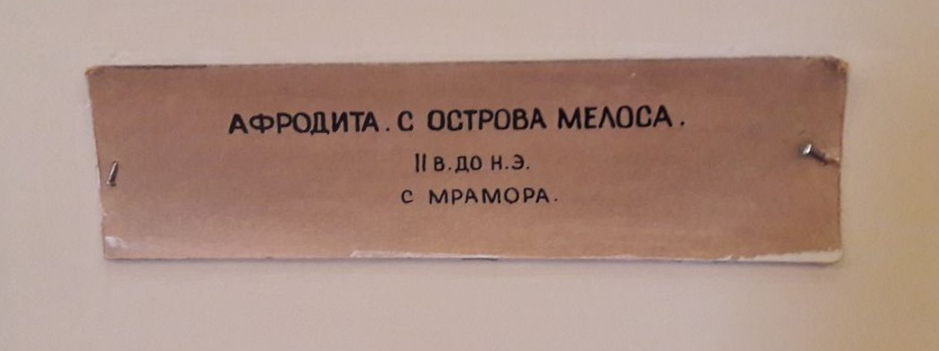 АФРОДИТА. С ОСТРОВА МЕЛОСА.
II В. ДО Н.Э.
С МРАМОРА.